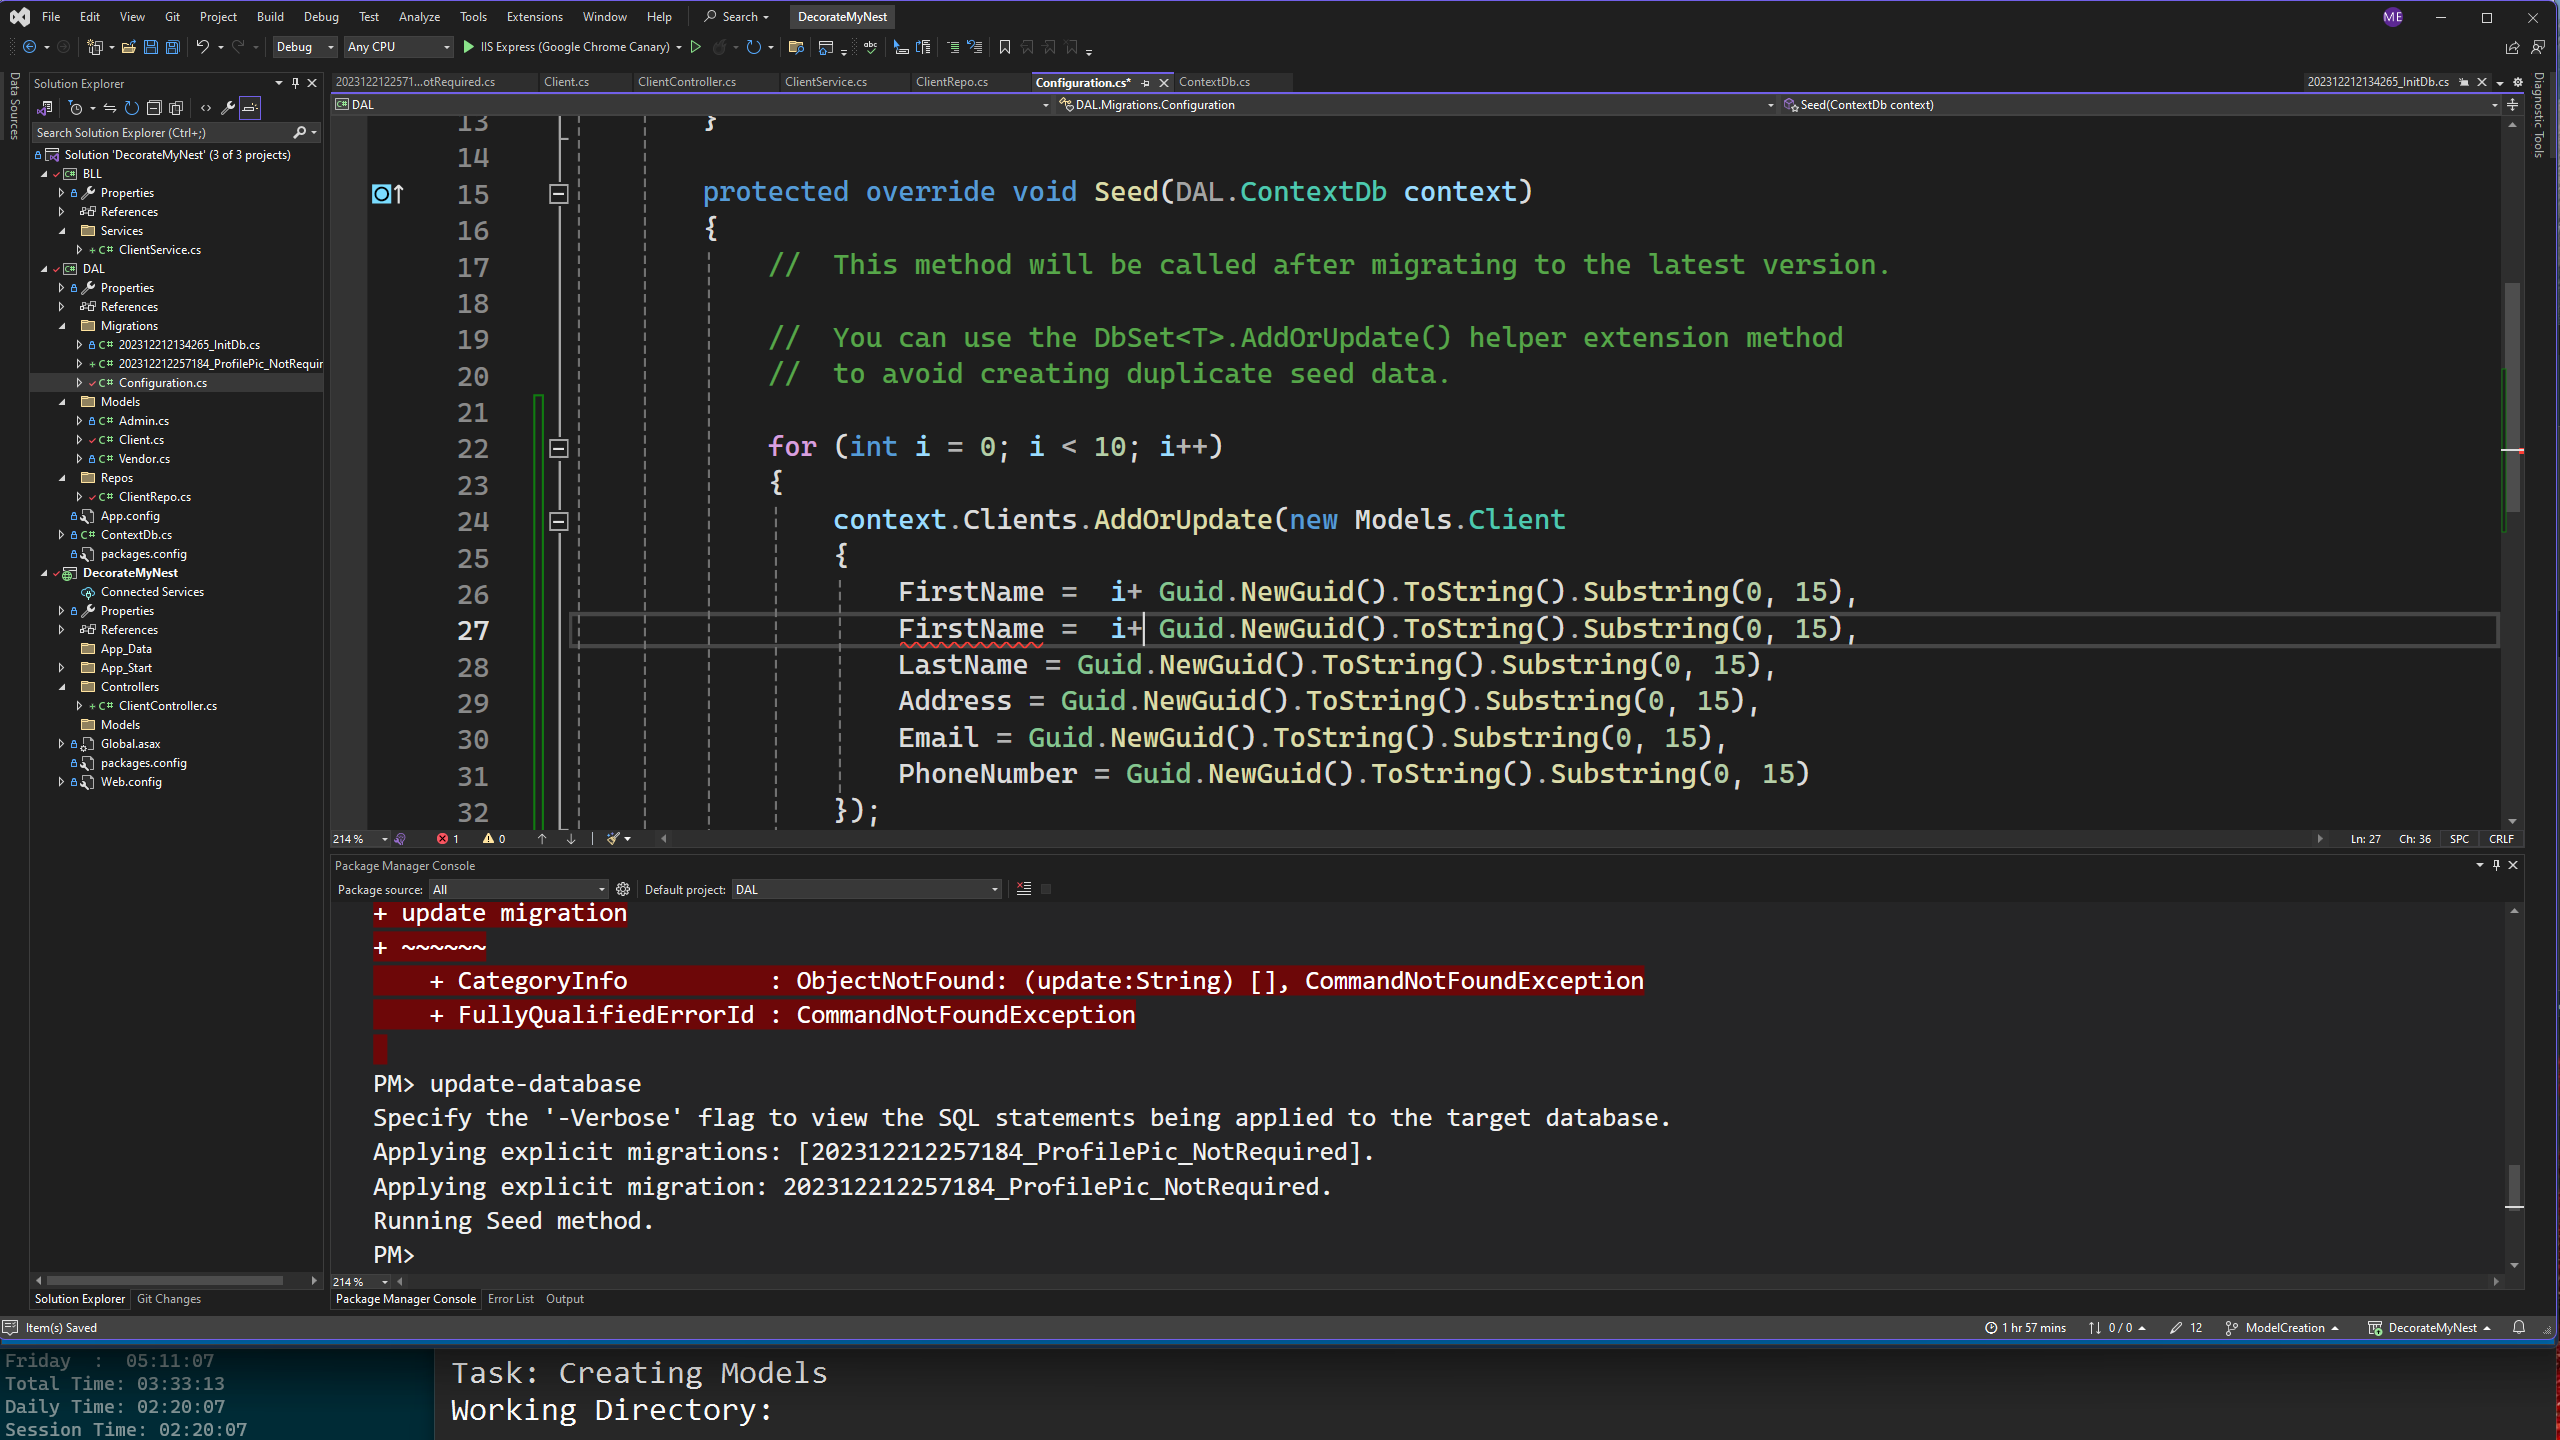 File Edit View Git Project Build Debug Test Analyze Tools Extensions Window Help Search DecorateMyNest ME
Debug Any CPU IIS Express (Google Chrome Canary)
Data Sources
Solution Explorer
Search Solution Explorer (Ctrl+;)
Solution 'DecorateMyNest' (3 of 3 projects)
BLL
Properties
References
Services
C# ClientService.cs
DAL
Properties
References
Migrations
C# 202312212134265_InitDb.cs
C# 202312212257184_ProfilePic_NotRequir
C# Configuration.cs
Models
C# Admin.cs
C# Client.cs
C# Vendor.cs
Repos
C# ClientRepo.cs
App.config
C# ContextDb.cs
packages.config
DecorateMyNest
Connected Services
Properties
References
App_Data
App_Start
Controllers
C# ClientController.cs
Models
Global.asax
packages.config
Web.config
Solution Explorer Git Changes
2023122122571...otRequired.cs Client.cs ClientController.cs ClientService.cs ClientRepo.cs Configuration.cs* ContextDb.cs 202312212134265_InitDb.cs
DAL DAL.Migrations.Configuration Seed(ContextDb context)
Diagnostic Tools
13 }
14
15 protected override void Seed(DAL.ContextDb context)
16 {
17 //  This method will be called after migrating to the latest version.
18
19 //  You can use the DbSet<T>.AddOrUpdate() helper extension method
20 //  to avoid creating duplicate seed data.
21
22 for (int i = 0; i < 10; i++)
23 {
24 context.Clients.AddOrUpdate(new Models.Client
25 {
26 FirstName =  i+ Guid.NewGuid().ToString().Substring(0, 15),
27 FirstName =  i+ Guid.NewGuid().ToString().Substring(0, 15),
28 LastName = Guid.NewGuid().ToString().Substring(0, 15),
29 Address = Guid.NewGuid().ToString().Substring(0, 15),
30 Email = Guid.NewGuid().ToString().Substring(0, 15),
31 PhoneNumber = Guid.NewGuid().ToString().Substring(0, 15)
32 });
214 % 1 0 Ln: 27 Ch: 36 SPC CRLF
Package Manager Console
Package source: All Default project: DAL
+ update migration
+ ~~~~~~
    + CategoryInfo          : ObjectNotFound: (update:String) [], CommandNotFoundException
    + FullyQualifiedErrorId : CommandNotFoundException
PM> update-database
Specify the '-Verbose' flag to view the SQL statements being applied to the target database.
Applying explicit migrations: [202312212257184_ProfilePic_NotRequired].
Applying explicit migration: 202312212257184_ProfilePic_NotRequired.
Running Seed method.
PM>
214 %
Package Manager Console Error List Output
Item(s) Saved 1 hr 57 mins 0 / 0 12 ModelCreation DecorateMyNest
Friday  :  05:11:07
Total Time: 03:33:13
Daily Time: 02:20:07
Session Time: 02:20:07
Task: Creating Models
Working Directory: